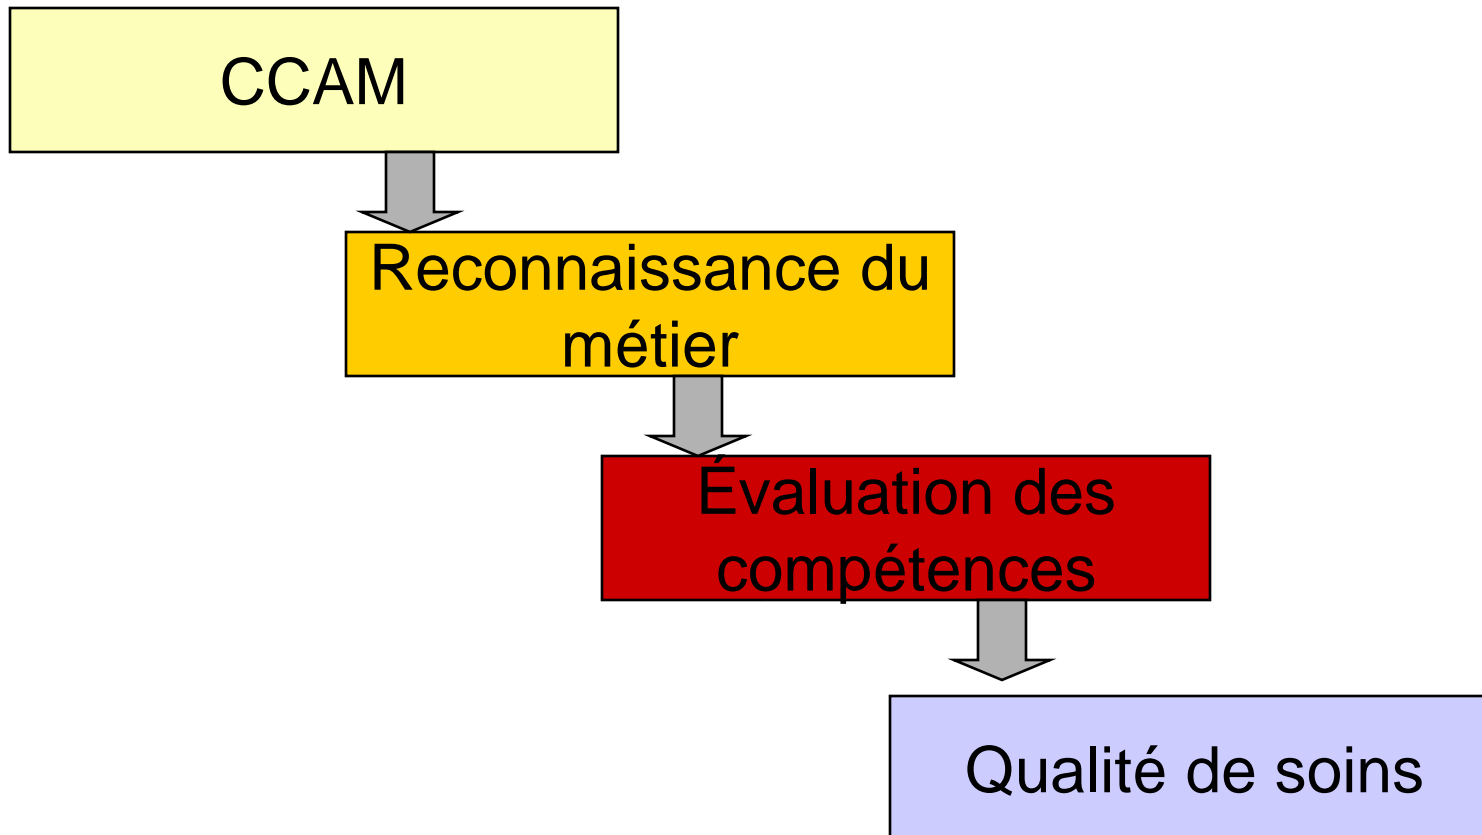 CCAM
Reconnaissance du
métier
Évaluation des
compétences
Qualité de soins